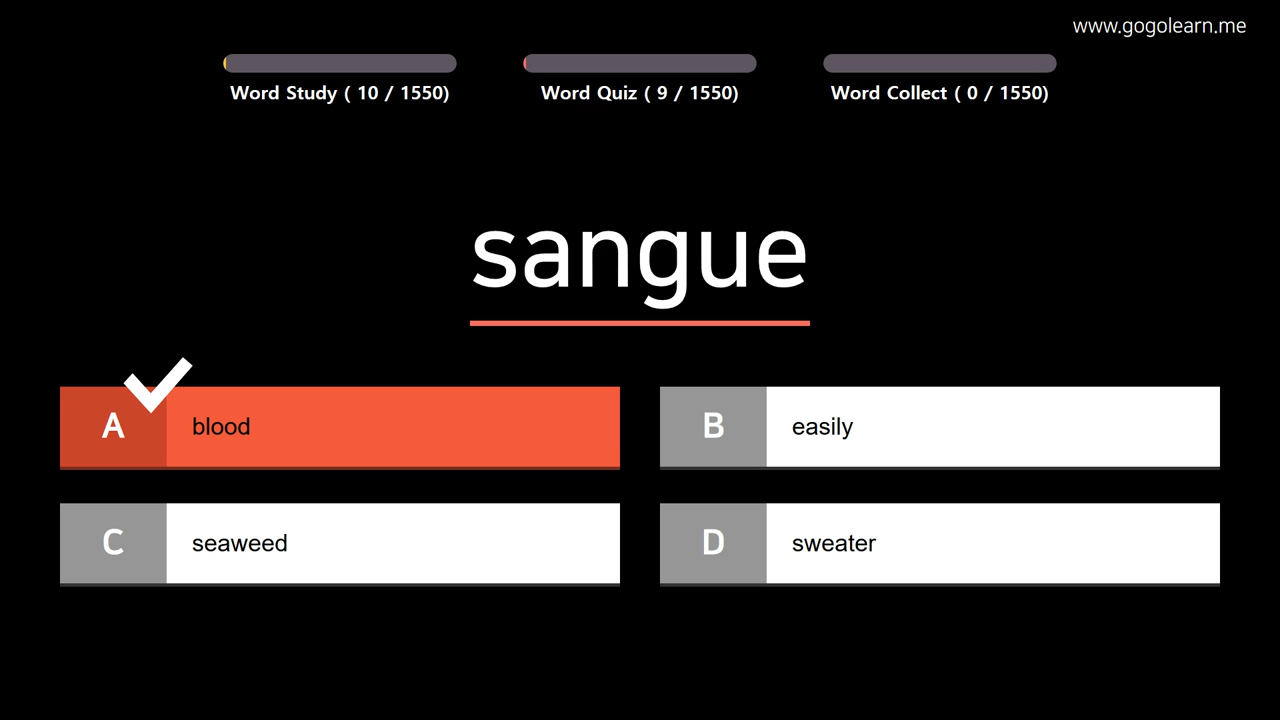 www.gogolearn.me
Word Study ( 10 / 1550)
Word Quiz ( 9 / 1550)
Word Collect ( 0 / 1550)
sangue
A blood
B easily
C seaweed
D sweater